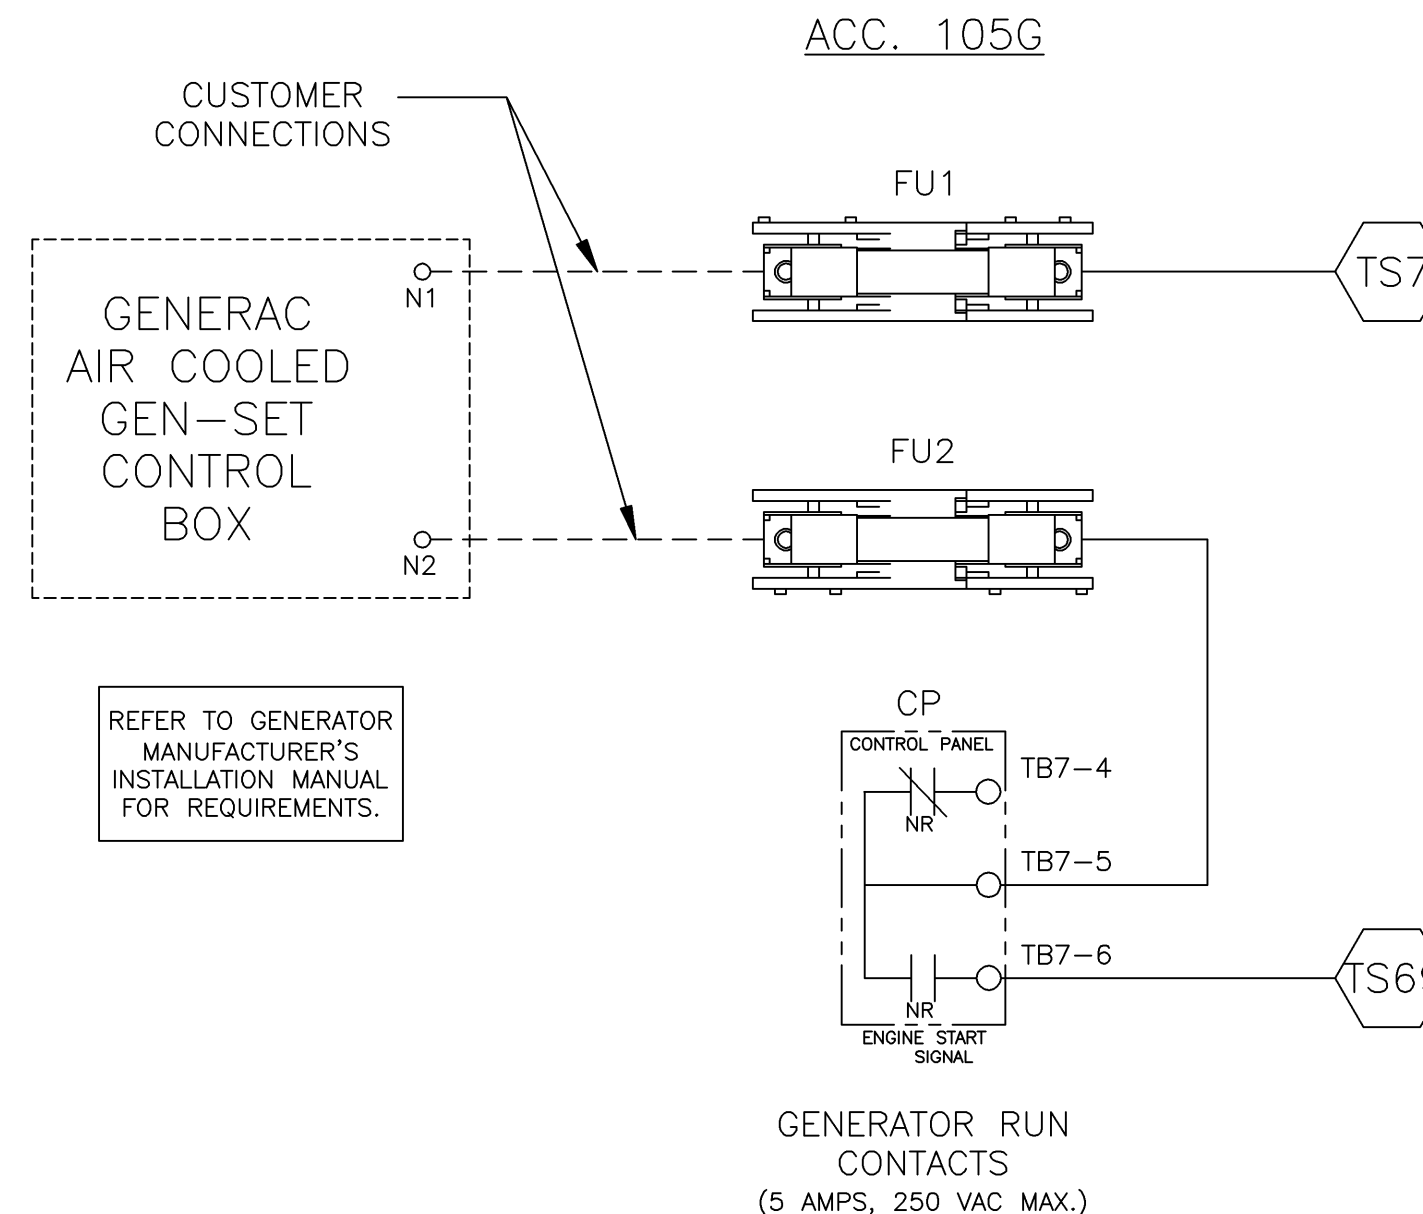 ACC. 105G
CUSTOMER
CONNECTIONS
FU1
N1
GENERAC
AIR COOLED
GEN-SET
CONTROL
BOX
FU2
N2
REFER TO GENERATOR
MANUFACTURER'S
INSTALLATION MANUAL
FOR REQUIREMENTS.
CP
CONTROL PANEL
TB7-4
NR
TB7-5
TB7-6
NR
ENGINE START
SIGNAL
GENERATOR RUN
CONTACTS
(5 AMPS, 250 VAC MAX.)